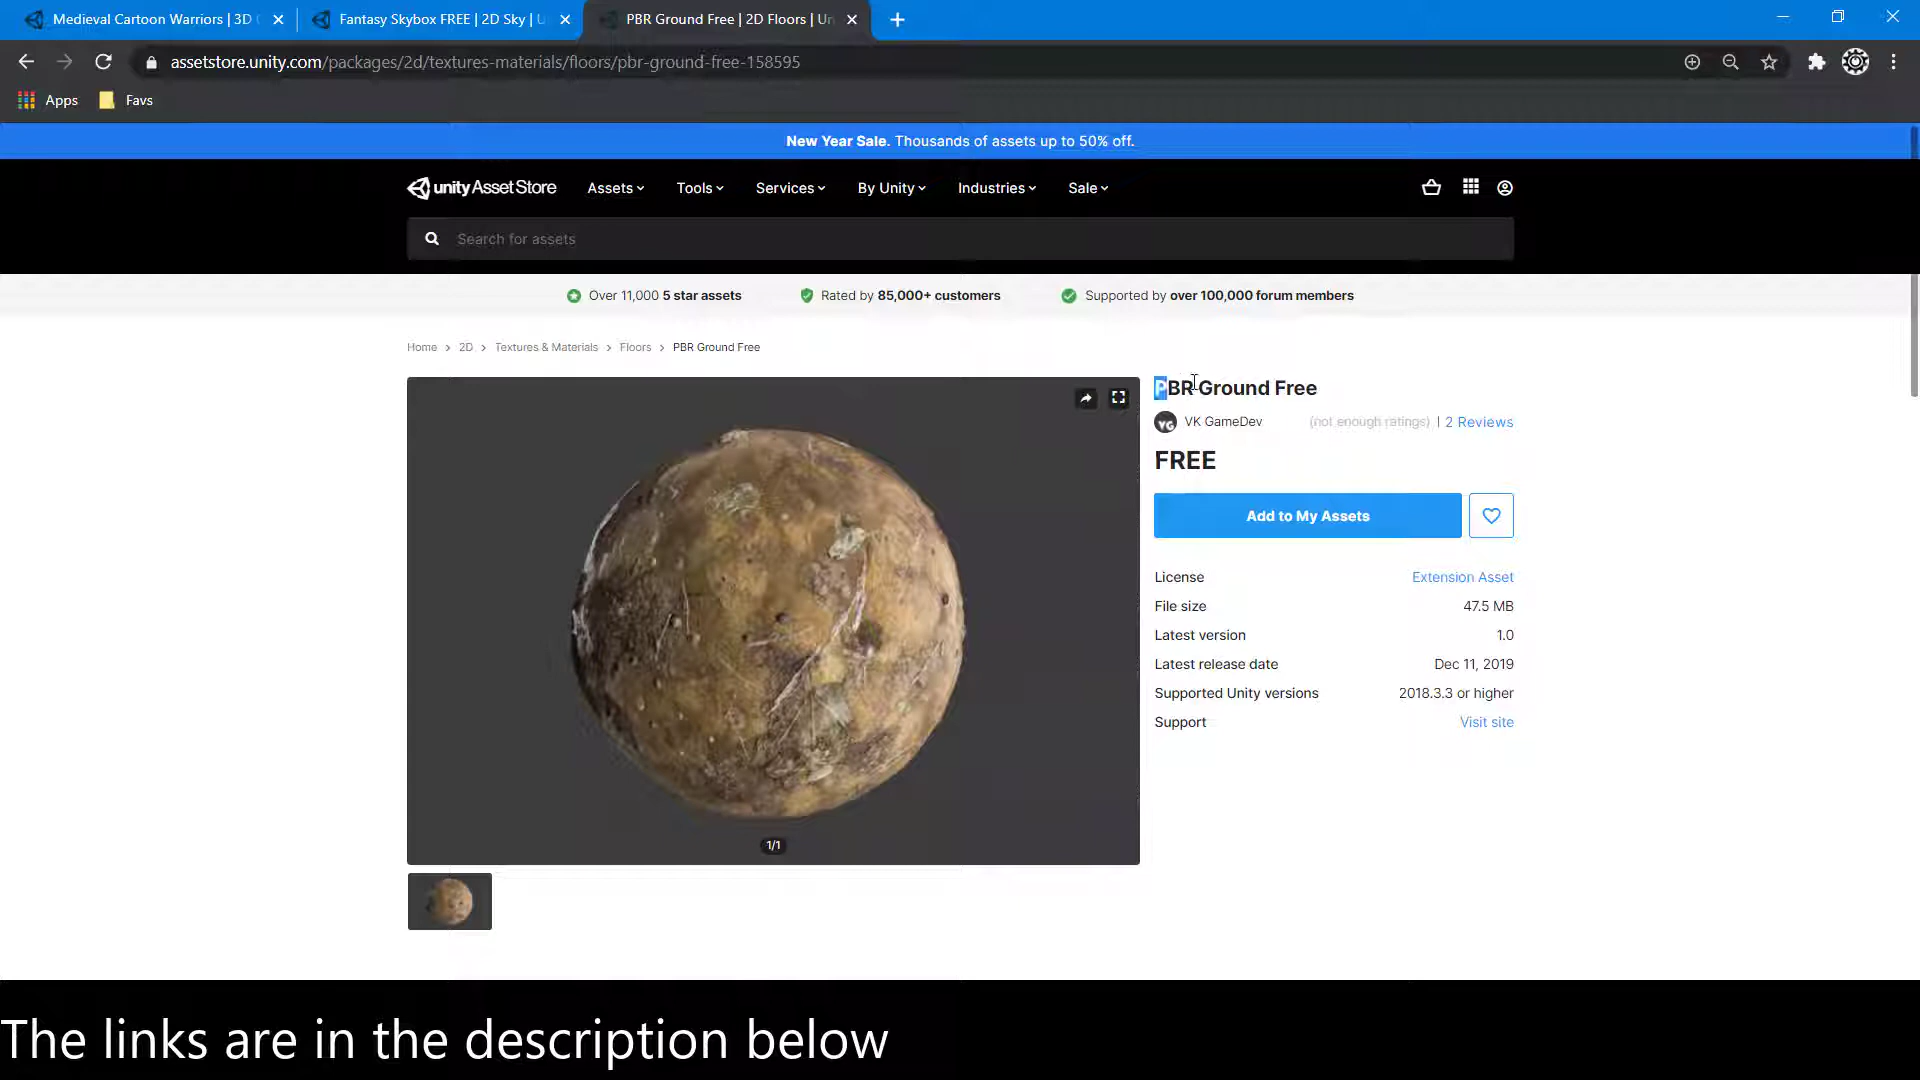 Medieval Cartoon Warriors | 3D
Fantasy Skybox FREE | 2D Sky | U
PBR Ground Free | 2D Floors | Un
assetstore.unity.com/packages/2d/textures-materials/floors/pbr-ground-free-158595
Apps
Favs
New Year Sale. Thousands of assets up to 50% off.
unity Asset Store
Assets
Tools
Services
By Unity
Industries
Sale
Search for assets
Over 11,000 5 star assets
Rated by 85,000+ customers
Supported by over 100,000 forum members
Home > 2D > Textures & Materials > Floors > PBR Ground Free
PBR Ground Free
VG VK GameDev (not enough ratings) | 2 Reviews
FREE
Add to My Assets
License Extension Asset
File size 47.5 MB
Latest version 1.0
Latest release date Dec 11, 2019
Supported Unity versions 2018.3.3 or higher
Support Visit site
1/1
The links are in the description below